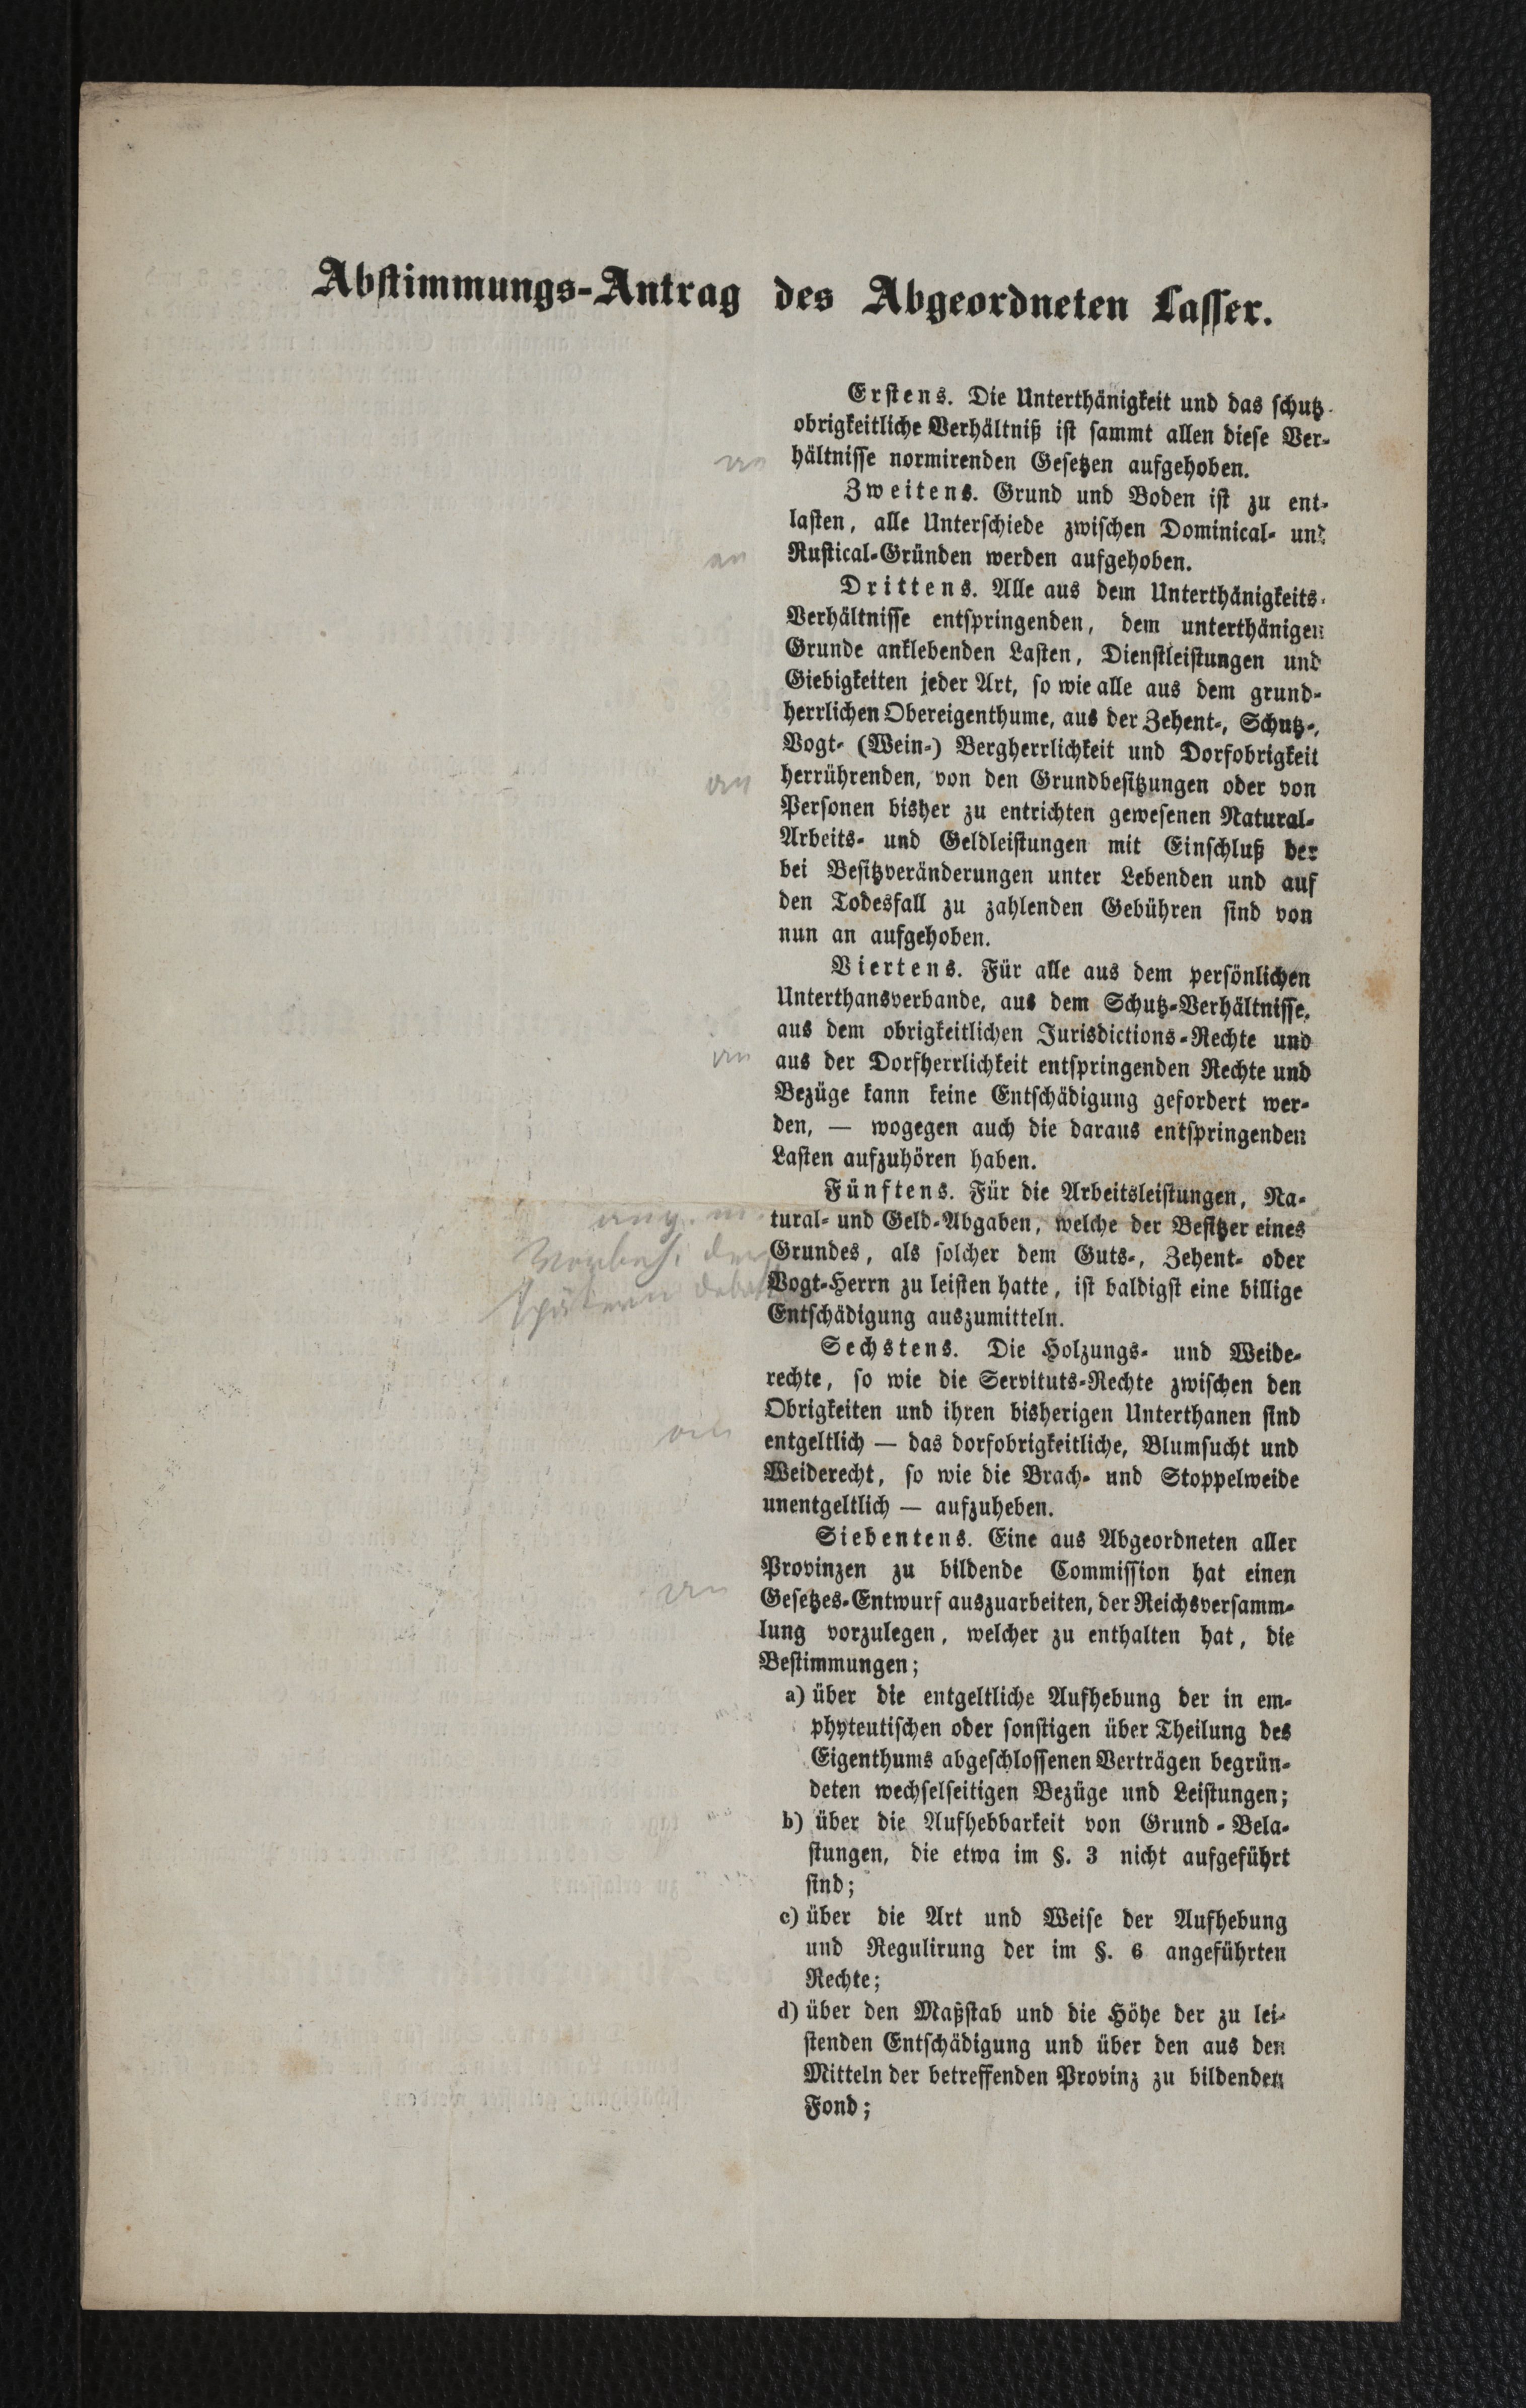 Abstimmungs-Antrag des Abgeordneten Lasser.
Erstens. Die Unterthänigkeit und das schutz-
obrigkeitliche Verhältniß ist sammt allen diese Ver-
hältnisse normirenden Gesetzen aufgehoben.
an
Zweitens. Grund und Boden ist zu ent-
lasten, alle Unterschiede zwischen Dominical- und
Rustical-Gründen werden aufgehoben.
an
Drittens. Alle aus dem Unterthänigkeits-
Verhältnisse entspringenden, dem unterthänigen
Grunde anklebenden Lasten, Dienstleistungen und
Giebigkeiten jeder Art, so wie alle aus dem grund-
herrlichen Obereigenthume, aus der Zehent-, Schutz-,
Vogt- (Wein-) Bergherrlichkeit und Dorfobrigkeit
herrührenden, von den Grundbesitzungen oder von
an
Personen bisher zu entrichten gewesenen Natural-
Arbeits- und Geldleistungen mit Einschluß der
bei Besitzveränderungen unter Lebenden und auf
den Todesfall zu zahlenden Gebühren sind von
nun an aufgehoben.
Viertens. Für alle aus dem persönlichen
Unterthansverbande, aus dem Schutz-Verhältnisse,
aus dem obrigkeitlichen Jurisdictions-Rechte und
an
aus der Dorfherrlichkeit entspringenden Rechte und
Bezüge kann keine Entschädigung gefordert wer-
den, — wogegen auch die daraus entspringenden
Lasten aufzuhören haben.
Fünftens. Für die Arbeitsleistungen, Na-
tural- und Geld-Abgaben, welche der Besitzer eines
Grundes, als solcher dem Guts-, Zehent- oder
Vogt-Herrn zu leisten hatte, ist baldigst eine billige
Entschädigung auszumitteln.
ang. m.
Vorbeh. der
spätern
Sechstens. Die Holzungs- und Weide-
rechte, so wie die Servituts-Rechte zwischen den
Obrigkeiten und ihren bisherigen Unterthanen sind
an
entgeltlich — das dorfobrigkeitliche, Blumsucht und
Weiderecht, so wie die Brach- und Stoppelweide
unentgeltlich — aufzuheben.
Siebentens. Eine aus Abgeordneten aller
Provinzen zu bildende Commission hat einen
an
Gesetzes-Entwurf auszuarbeiten, der Reichsversamm-
lung vorzulegen, welcher zu enthalten hat, die
Bestimmungen;
a) über die entgeltliche Aufhebung der in em-
phyteutischen oder sonstigen über Theilung des
Eigenthums abgeschlossenen Verträgen begrün-
deten wechselseitigen Bezüge und Leistungen;
b) über die Aufhebbarkeit von Grund-Bela-
stungen, die etwa im §. 3 nicht aufgeführt
sind;
c) über die Art und Weise der Aufhebung
und Regulirung der im §. 6 angeführten
Rechte;
d) über den Maßstab und die Höhe der zu lei-
stenden Entschädigung und über den aus den
Mitteln der betreffenden Provinz zu bildenden
Fond;